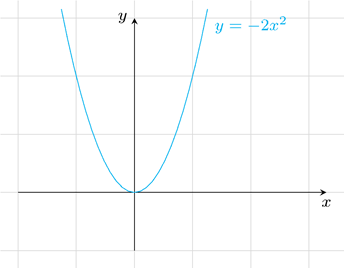 y
y = −2x²
x